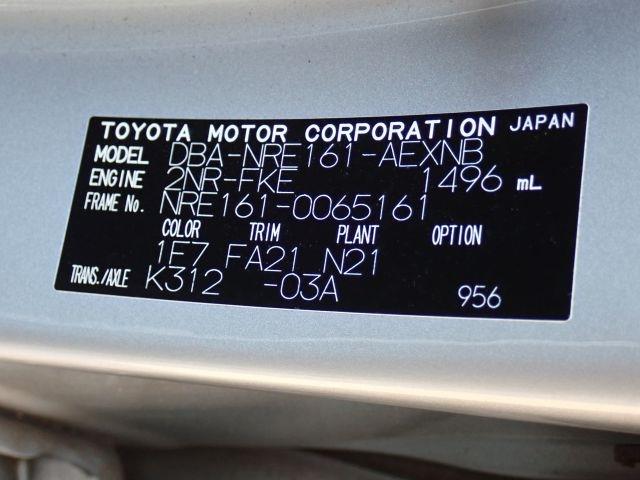 TOYOTA MOTOR CORPORATION JAPAN
MODEL DBA-NRE161-AEXNB
ENGINE 2NR-FKE 1496 mL
FRAME No. NRE161-0065161
COLOR TRIM PLANT OPTION
1E7 FA21 N21
TRANS./AXLE K312 -03A
956